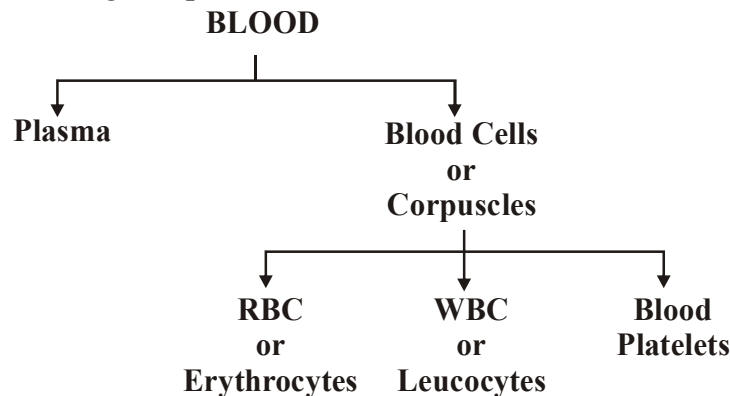 BLOOD
Plasma
Blood Cells
or
Corpuscles
RBC
or
Erythrocytes
WBC
or
Leucocytes
Blood
Platelets